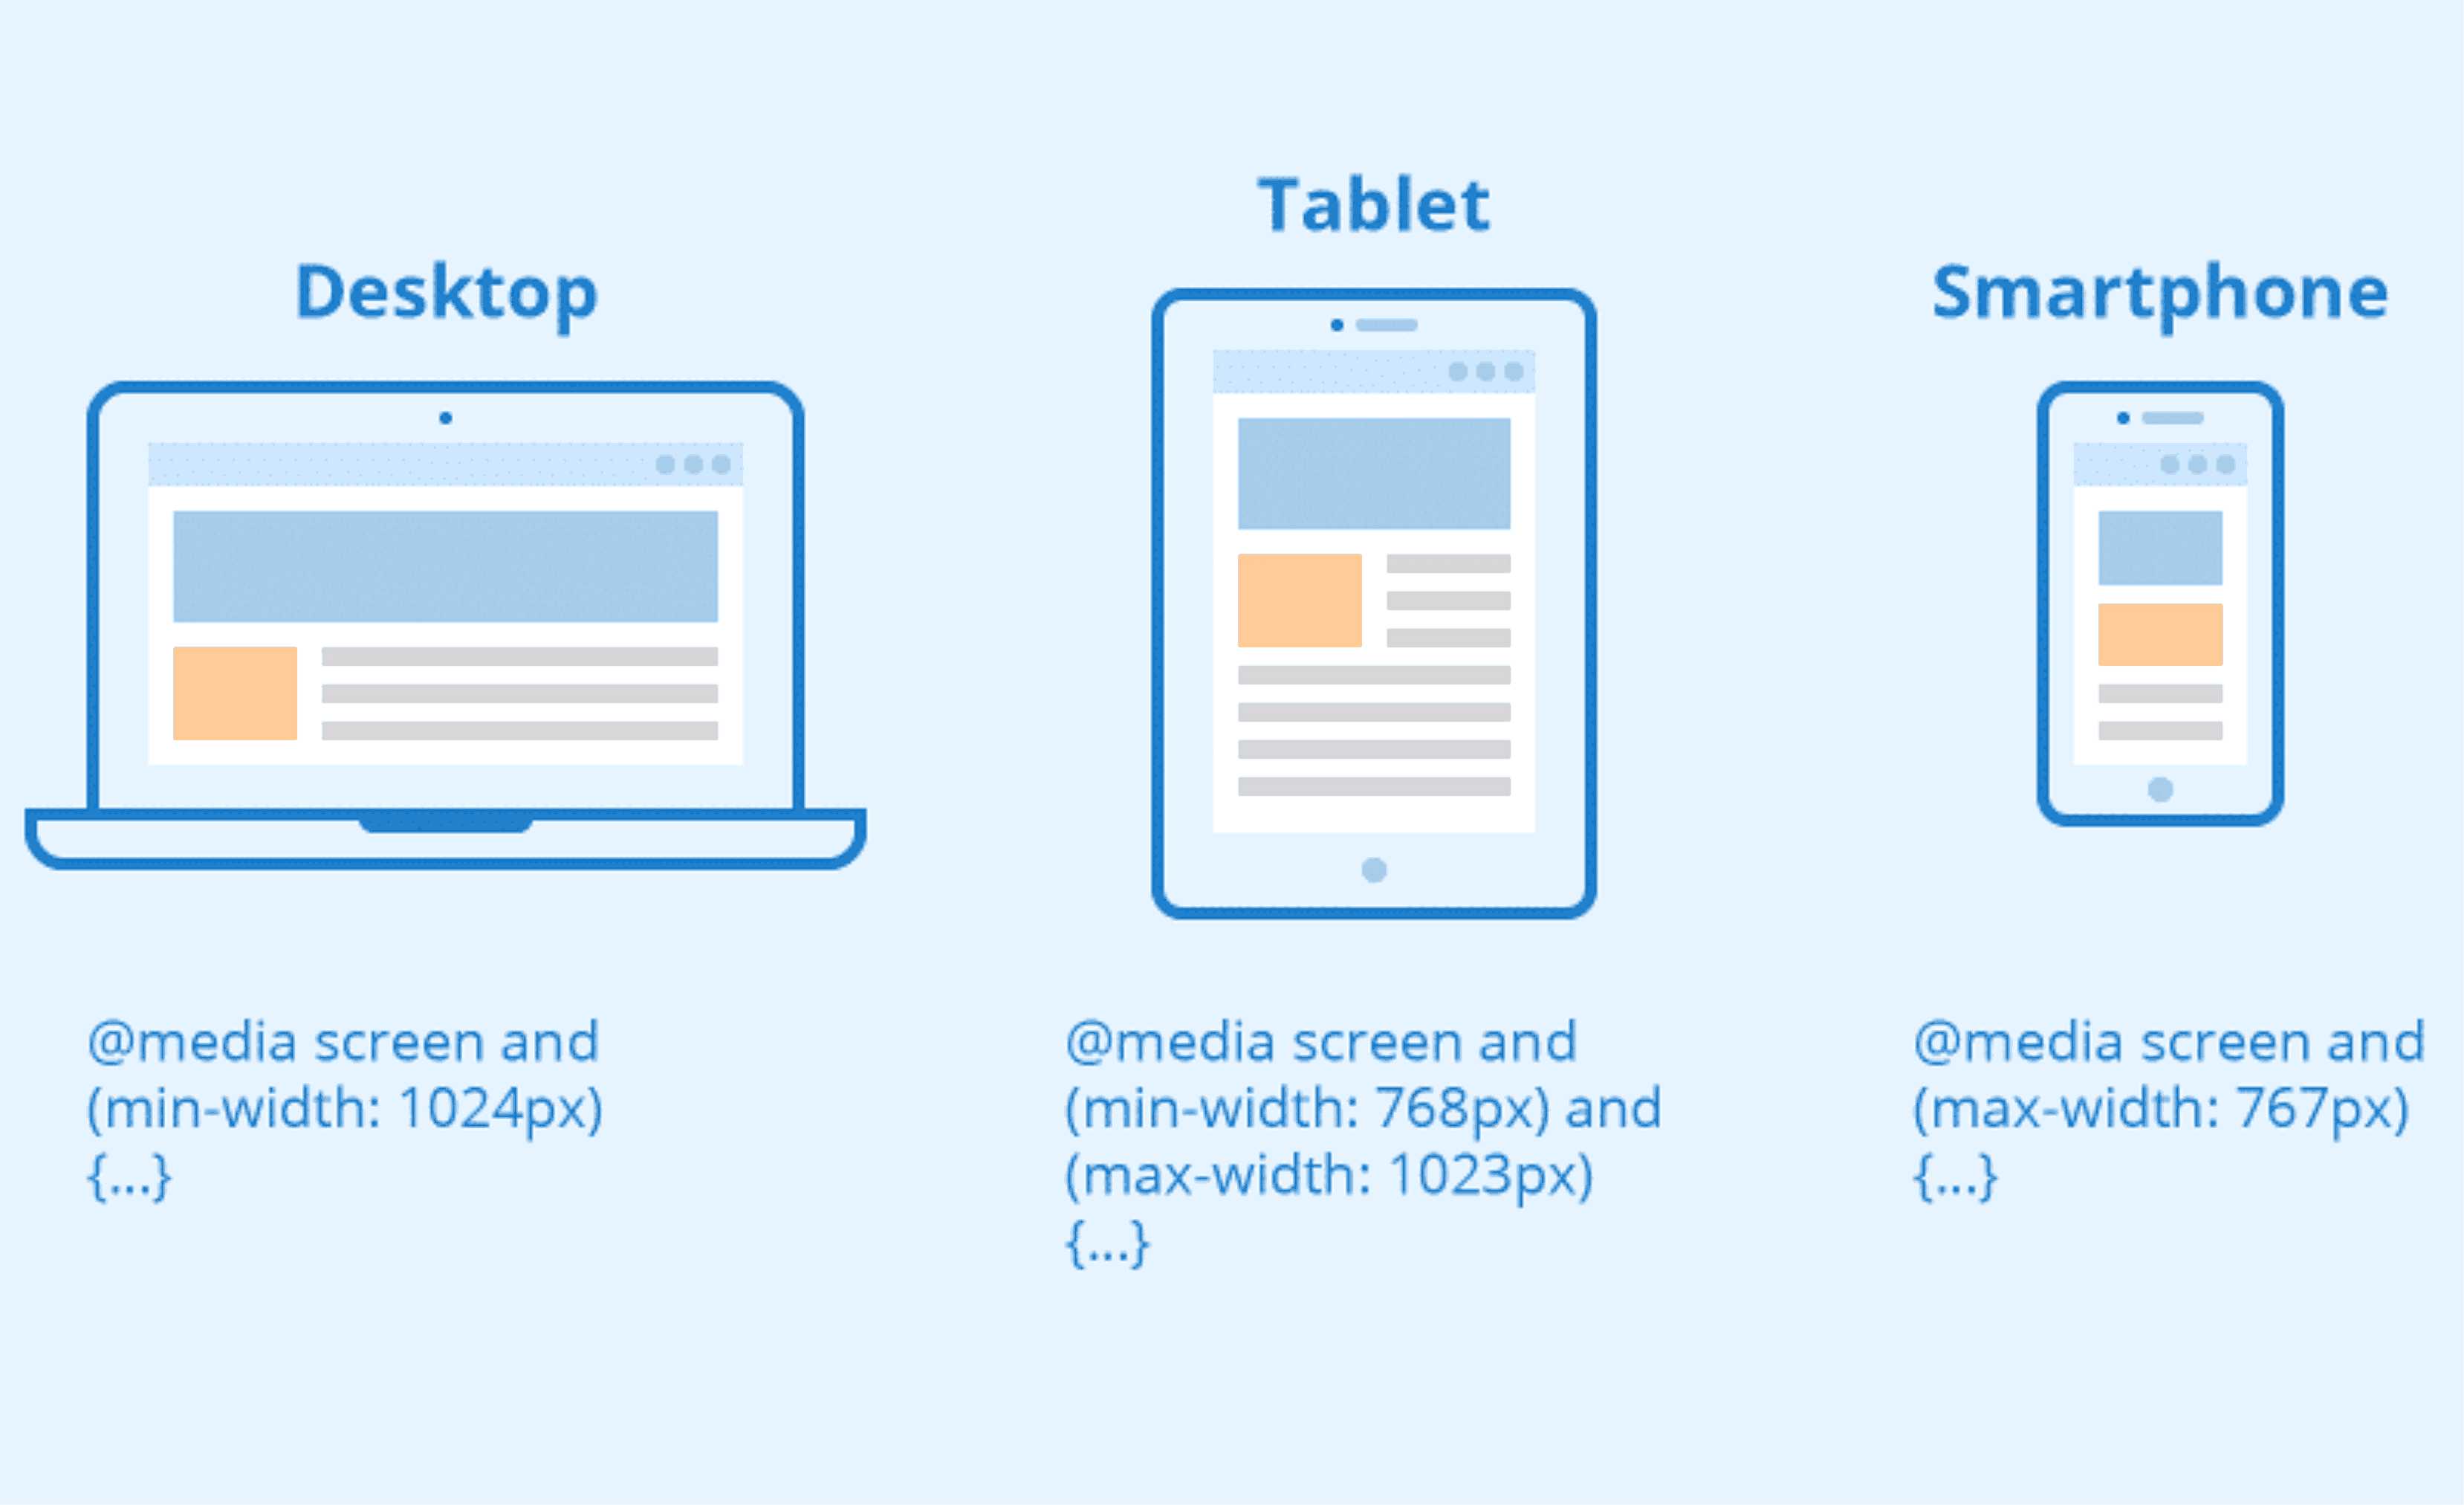 Desktop
@media screen and
(min-width: 1024px)
{...}
Tablet
@media screen and
(min-width: 768px) and
(max-width: 1023px)
{...}
Smartphone
@media screen and
(max-width: 767px)
{...}